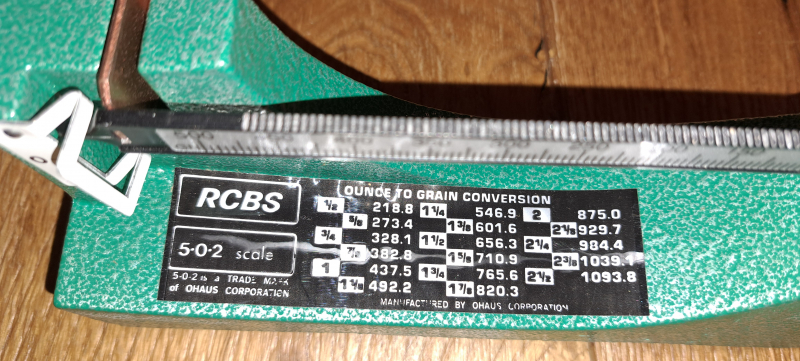 500
RCBS
5-0-2 scale
5-0-2 is a TRADE MARK
of OHAUS CORPORATION
OUNCE TO GRAIN CONVERSION
1/2 218.8
5/8 273.4
3/4 328.1
7/8 382.8
1 437.5
1 1/8 492.2
1 1/4 546.9
1 3/8 601.6
1 1/2 656.3
1 5/8 710.9
1 3/4 765.6
1 7/8 820.3
2 875.0
2 1/8 929.7
2 1/4 984.4
2 3/8 1039.1
2 1/2 1093.8
MANUFACTURED BY OHAUS CORPORATION